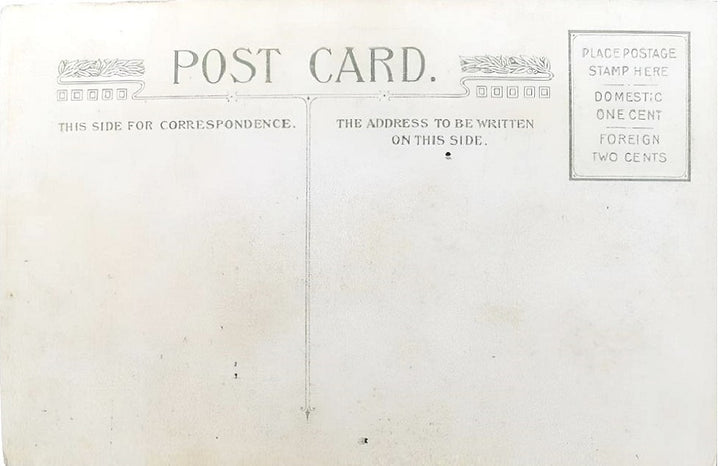 POST CARD.
THIS SIDE FOR CORRESPONDENCE.
THE ADDRESS TO BE WRITTEN
ON THIS SIDE.
PLACE POSTAGE
STAMP HERE
DOMESTIC
ONE CENT
FOREIGN
TWO CENTS